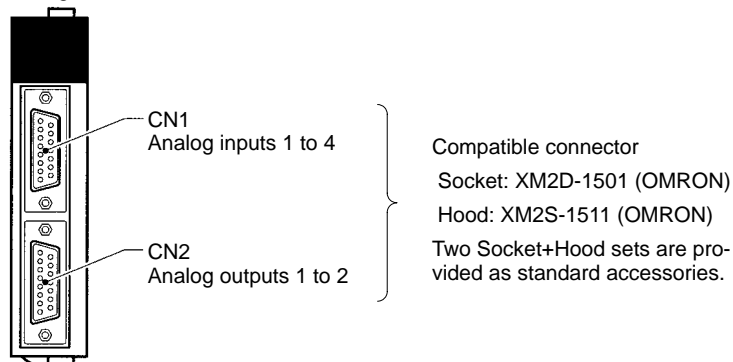 CN1
Analog inputs 1 to 4
CN2
Analog outputs 1 to 2
Compatible connector
Socket: XM2D-1501 (OMRON)
Hood: XM2S-1511 (OMRON)
Two Socket+Hood sets are pro-
vided as standard accessories.